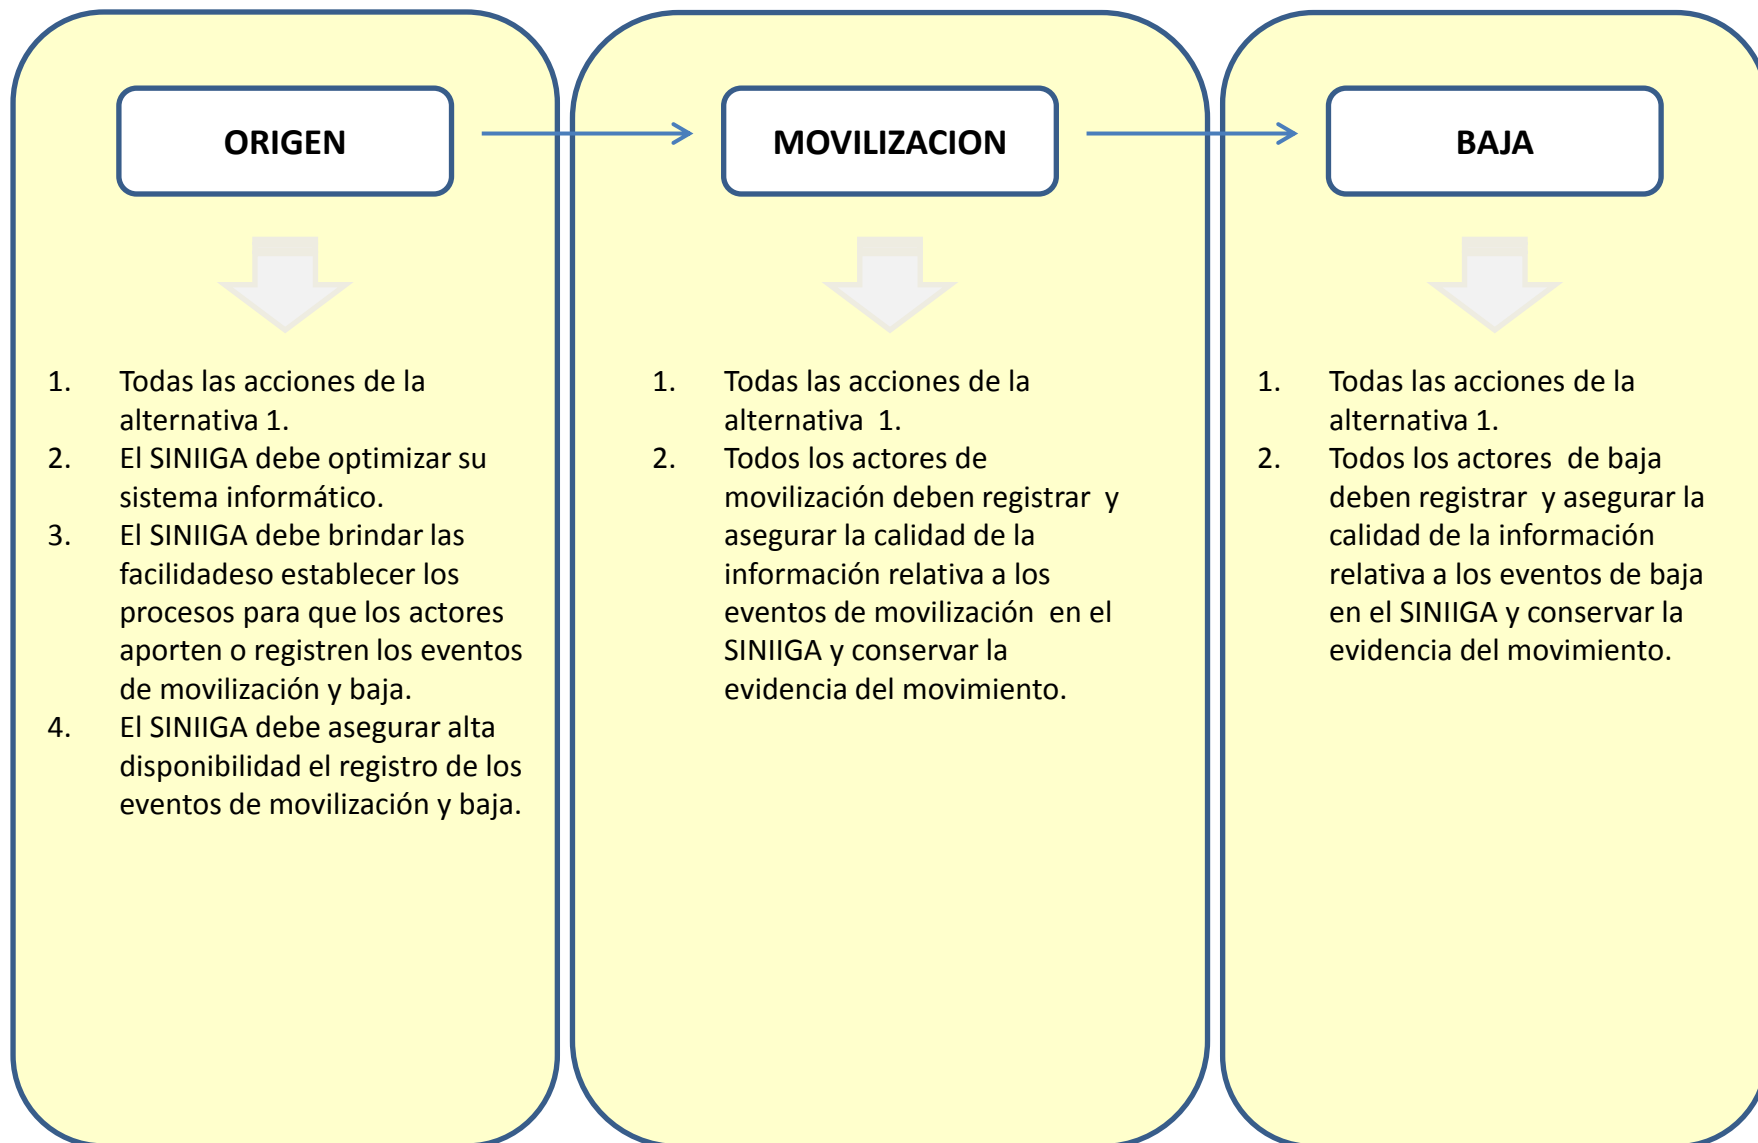 ORIGEN
1. Todas las acciones de la
alternativa 1.
2. El SINIIGA debe optimizar su
sistema informático.
3. El SINIIGA debe brindar las
facilidadeso establecer los
procesos para que los actores
aporten o registren los eventos
de movilización y baja.
4. El SINIIGA debe asegurar alta
disponibilidad el registro de los
eventos de movilización y baja.
MOVILIZACION
1. Todas las acciones de la
alternativa  1.
2. Todos los actores de
movilización deben registrar  y
asegurar la calidad de la
información relativa a los
eventos de movilización  en el
SINIIGA y conservar la
evidencia del movimiento.
BAJA
1. Todas las acciones de la
alternativa 1.
2. Todos los actores  de baja
deben registrar  y asegurar la
calidad de la información
relativa a los eventos de baja
en el SINIIGA y conservar la
evidencia del movimiento.